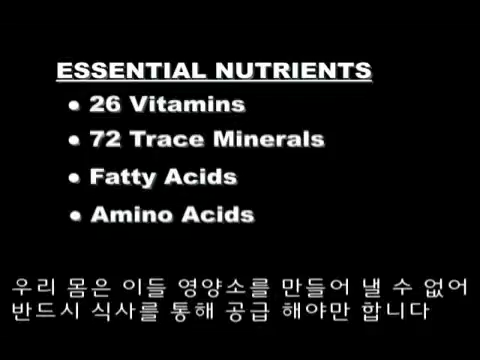 ESSENTIAL NUTRIENTS
• 26 Vitamins
• 72 Trace Minerals
• Fatty Acids
• Amino Acids
우리 몸은 이들 영양소를 만들어 낼 수 없어
반드시 식사를 통해 공급 해야만 합니다